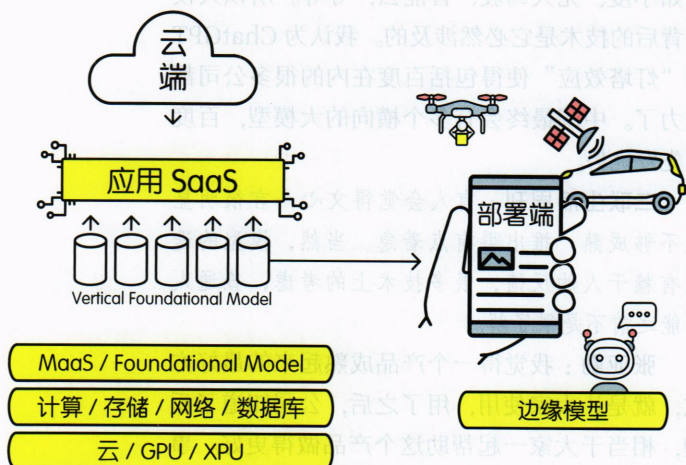 云
端
应用 SaaS
Vertical Foundational Model
MaaS / Foundational Model
计算 / 存储 / 网络 / 数据库
云 / GPU / XPU
部署端
边缘模型